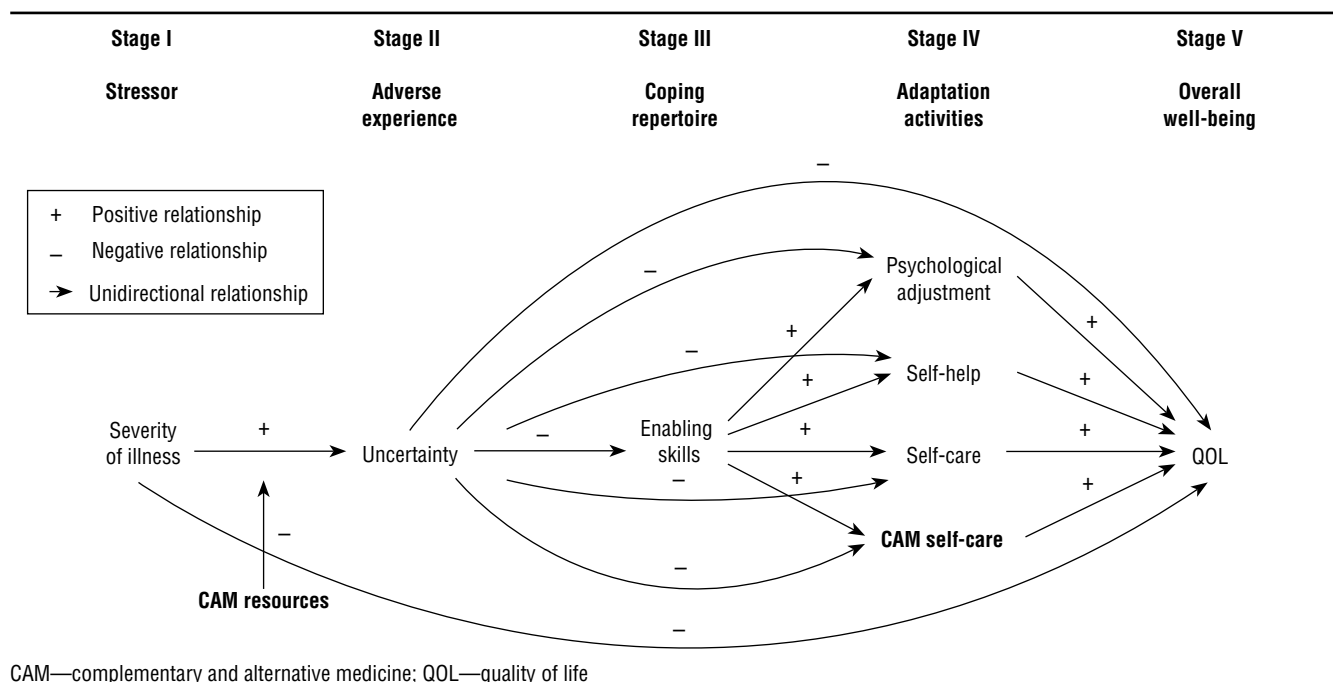 Stage I
Stage II
Stage III
Stage IV
Stage V
Stressor
Adverse
experience
Coping
repertoire
Adaptation
activities
Overall
well-being
+ Positive relationship
– Negative relationship
Unidirectional relationship
–
–
Psychological
adjustment
+
+
–
Self-help
+
+
Severity
of illness
+
Uncertainty
–
Enabling
skills
+
Self-care
+
QOL
–
+
CAM self-care
+
–
CAM resources
–
–
CAM—complementary and alternative medicine; QOL—quality of life